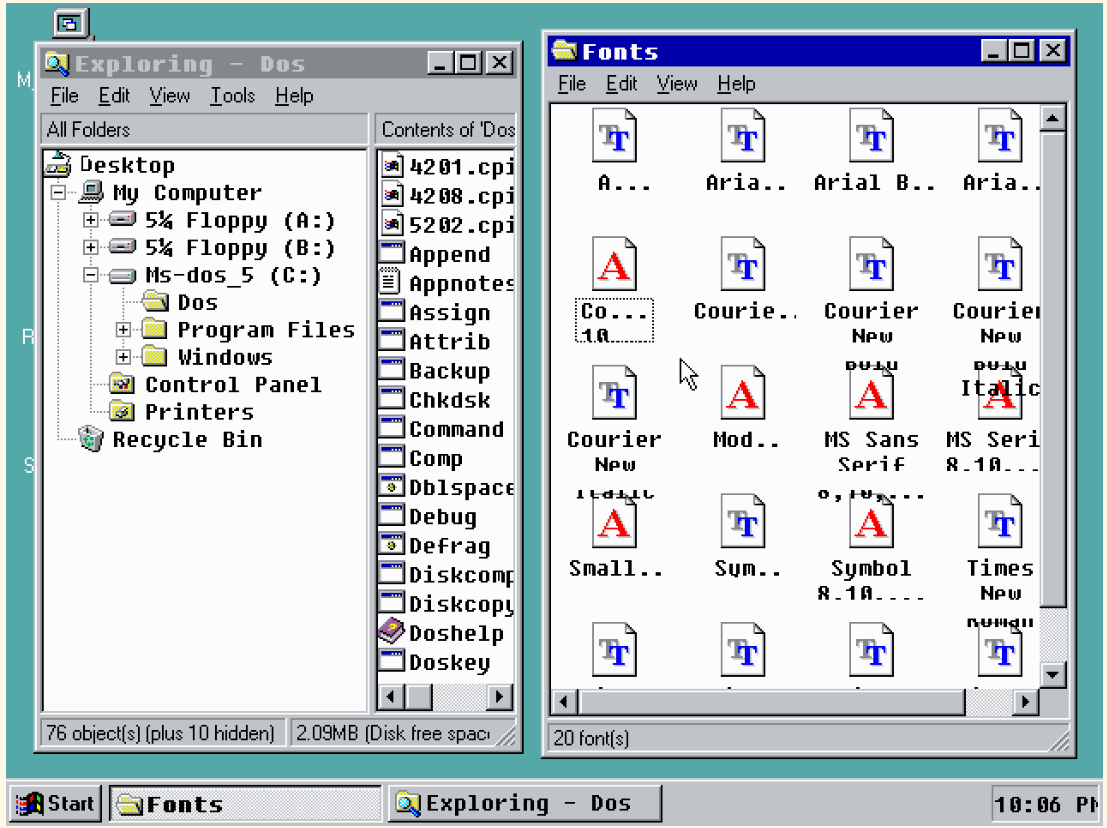 Exploring - Dos
File Edit View Tools Help
All Folders
Contents of 'Dos
Desktop
My Computer
5¼ Floppy (A:)
5¼ Floppy (B:)
Ms-dos_5 (C:)
Dos
Program Files
Windows
Control Panel
Printers
Recycle Bin
4201.cpi
4208.cpi
5202.cpi
Append
Appnotes
Assign
Attrib
Backup
Chkdsk
Command
Comp
Dblspace
Debug
Defrag
Diskcomp
Diskcopy
Doshelp
Doskey
76 object(s) (plus 10 hidden)
2.09MB (Disk free spac
Fonts
File Edit View Help
A... Aria.. Arial B.. Aria..
Co... Courie.. Courier Courier
10... New New
Bold Bold
Italic
Courier Mod.. MS Sans MS Seri
New Serif 8,10...
Italic 8,10,...
Small.. Sym.. Symbol Times
8,10.... New
Roman
20 font(s)
Start
Fonts
Exploring - Dos
10:06 PM